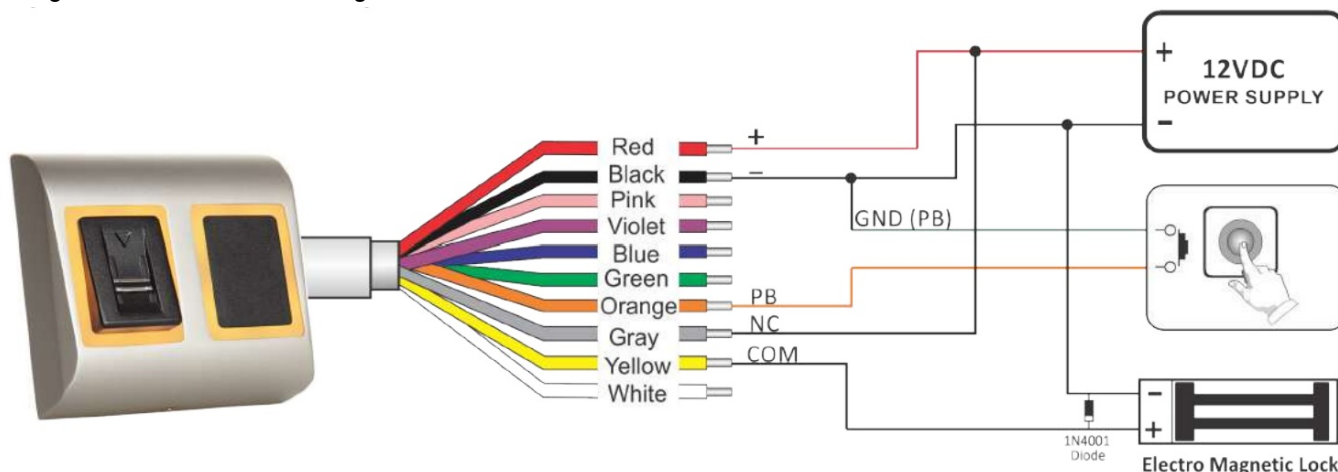 +
12VDC
POWER SUPPLY
−
Red +
Black −
Pink
Violet
Blue
GND (PB)
Green
Orange PB
Gray NC
Yellow COM
White
−
+
1N4001
Diode
Electro Magnetic Lock